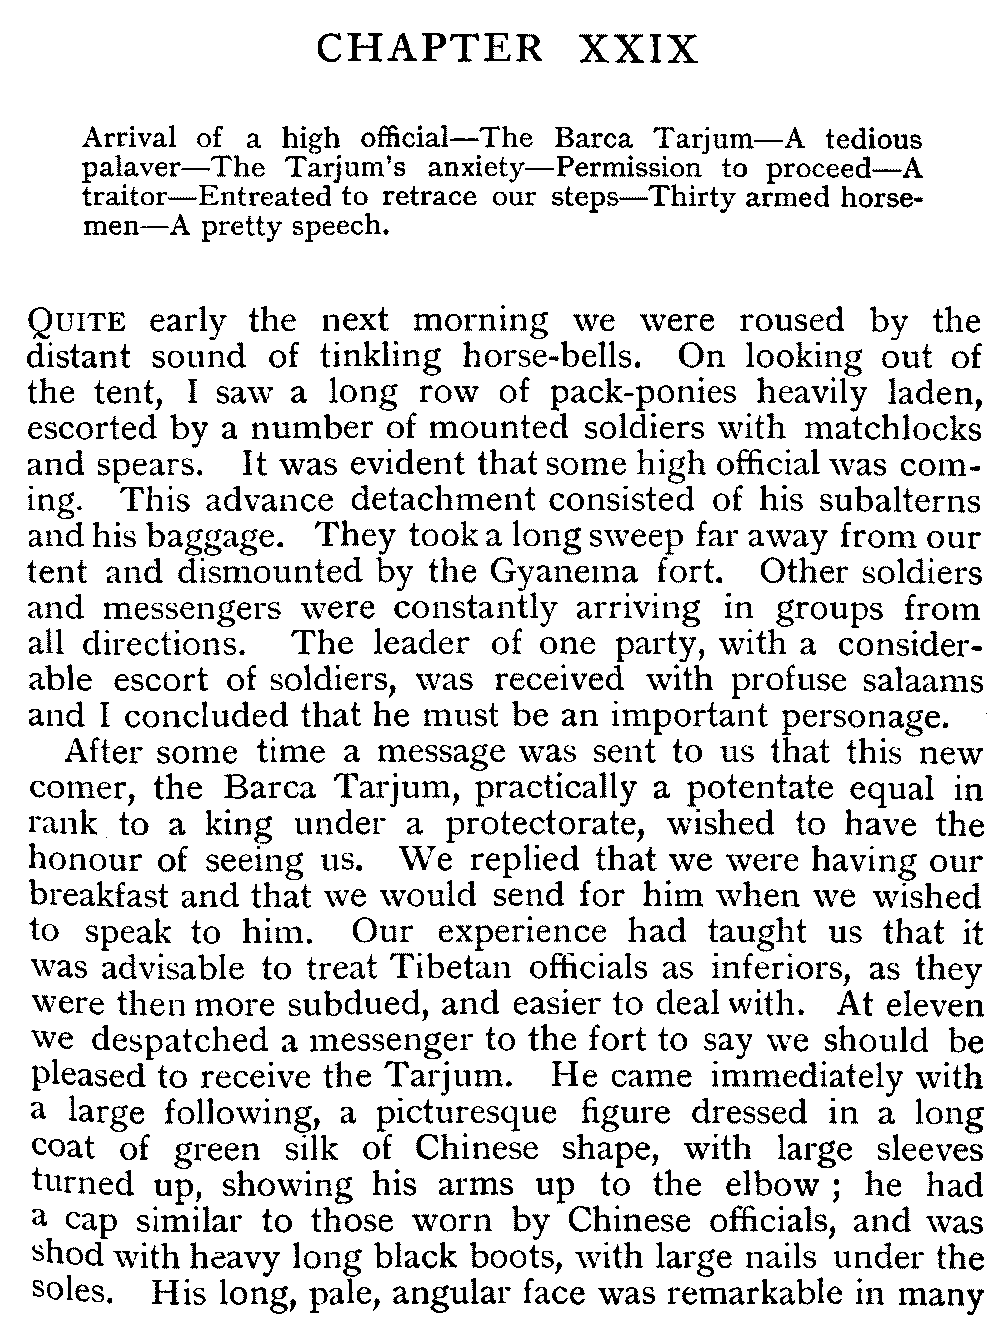 CHAPTER XXIX
Arrival of a high official—The Barca Tarjum—A tedious
palaver—The Tarjum's anxiety—Permission to proceed—A
traitor—Entreated to retrace our steps—Thirty armed horse-
men—A pretty speech.
QUITE early the next morning we were roused by the
distant sound of tinkling horse-bells. On looking out of
the tent, I saw a long row of pack-ponies heavily laden,
escorted by a number of mounted soldiers with matchlocks
and spears. It was evident that some high official was com-
ing. This advance detachment consisted of his subalterns
and his baggage. They took a long sweep far away from our
tent and dismounted by the Gyanema fort. Other soldiers
and messengers were constantly arriving in groups from
all directions. The leader of one party, with a consider-
able escort of soldiers, was received with profuse salaams
and I concluded that he must be an important personage.
After some time a message was sent to us that this new
comer, the Barca Tarjum, practically a potentate equal in
rank to a king under a protectorate, wished to have the
honour of seeing us. We replied that we were having our
breakfast and that we would send for him when we wished
to speak to him. Our experience had taught us that it
was advisable to treat Tibetan officials as inferiors, as they
were then more subdued, and easier to deal with. At eleven
we despatched a messenger to the fort to say we should be
pleased to receive the Tarjum. He came immediately with
a large following, a picturesque figure dressed in a long
coat of green silk of Chinese shape, with large sleeves
turned up, showing his arms up to the elbow ; he had
a cap similar to those worn by Chinese officials, and was
shod with heavy long black boots, with large nails under the
soles. His long, pale, angular face was remarkable in many